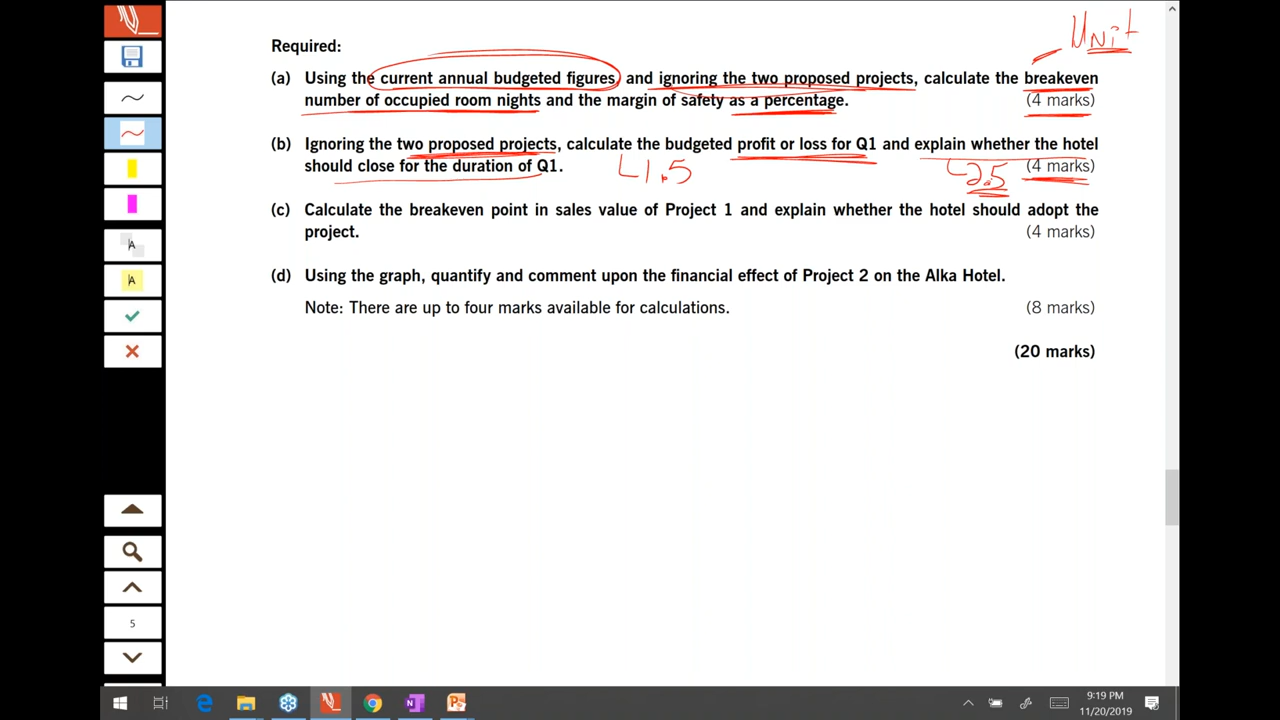 Unit
Required:
(a) Using the current annual budgeted figures and ignoring the two proposed projects, calculate the breakeven
number of occupied room nights and the margin of safety as a percentage. (4 marks)
(b) Ignoring the two proposed projects, calculate the budgeted profit or loss for Q1 and explain whether the hotel
should close for the duration of Q1. (4 marks)
1.5 2.5
(c) Calculate the breakeven point in sales value of Project 1 and explain whether the hotel should adopt the
project. (4 marks)
(d) Using the graph, quantify and comment upon the financial effect of Project 2 on the Alka Hotel.
Note: There are up to four marks available for calculations. (8 marks)
(20 marks)
A
A
5
9:19 PM
11/20/2019